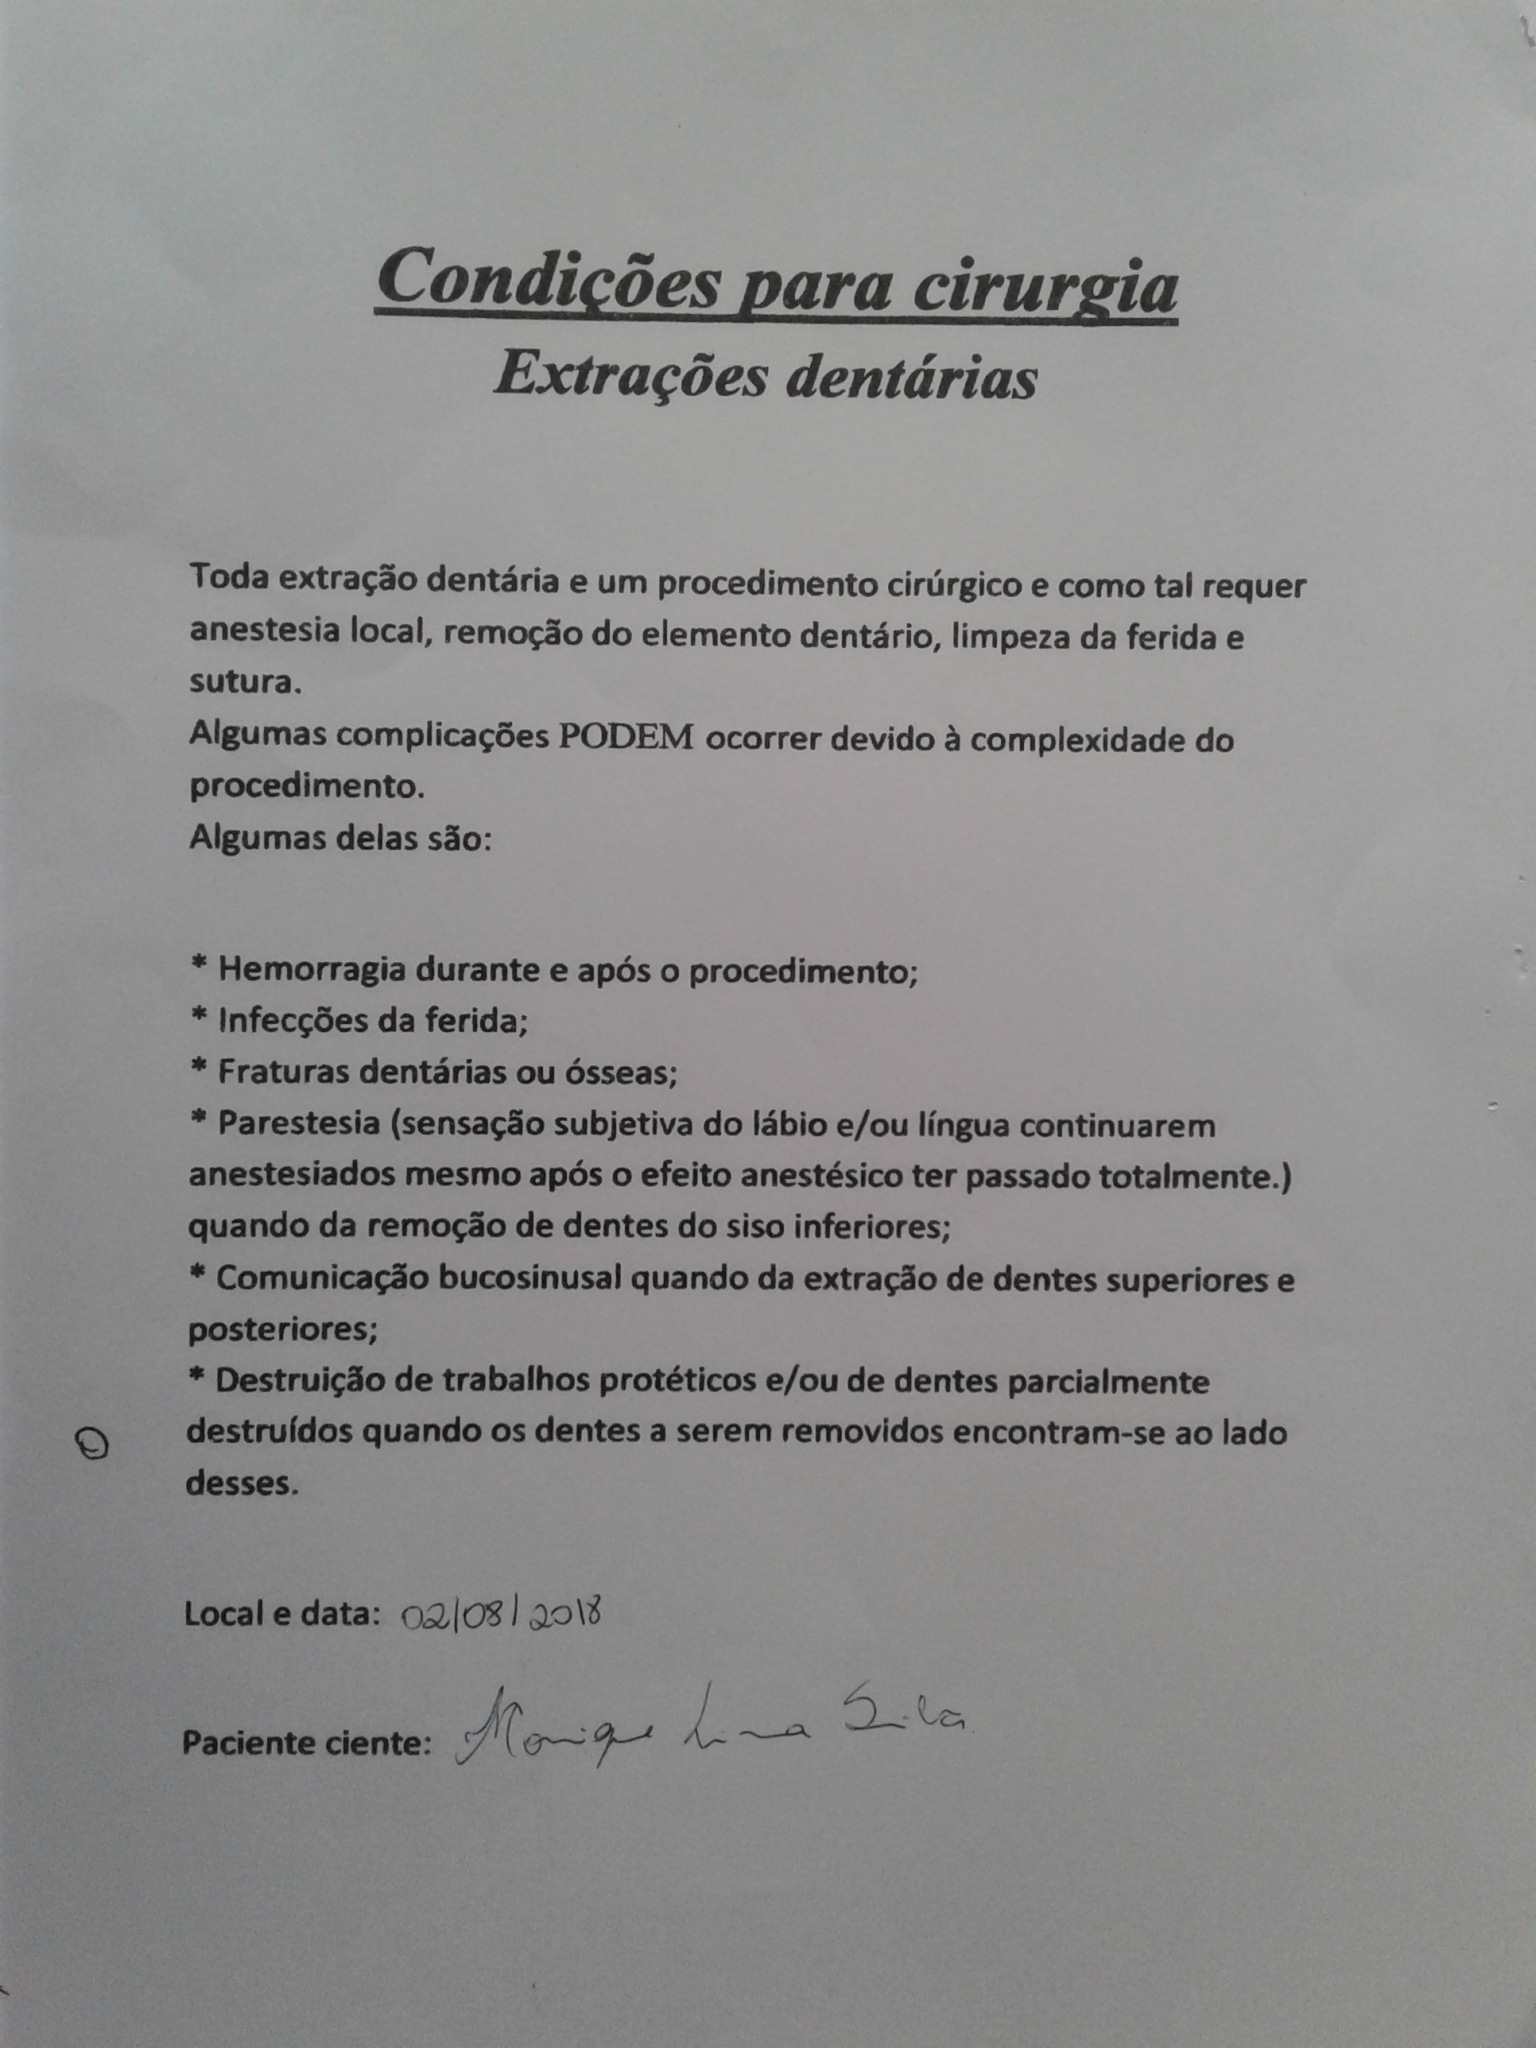 Condições para cirurgia
Extrações dentárias
Toda extração dentária e um procedimento cirúrgico e como tal requer
anestesia local, remoção do elemento dentário, limpeza da ferida e
sutura.
Algumas complicações PODEM ocorrer devido à complexidade do
procedimento.
Algumas delas são:
* Hemorragia durante e após o procedimento;
* Infecções da ferida;
* Fraturas dentárias ou ósseas;
* Parestesia (sensação subjetiva do lábio e/ou língua continuarem
anestesiados mesmo após o efeito anestésico ter passado totalmente.)
quando da remoção de dentes do siso inferiores;
* Comunicação bucosinusal quando da extração de dentes superiores e
posteriores;
* Destruição de trabalhos protéticos e/ou de dentes parcialmente
destruídos quando os dentes a serem removidos encontram-se ao lado
desses.
Local e data: 02/08/2018
Paciente ciente: Monique Lima Silva